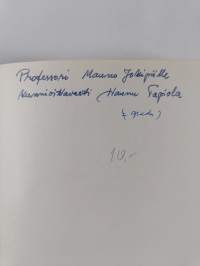 Professori Mauno Jokipiille
Kunnioittavasti Hannu Tapiola
10,-